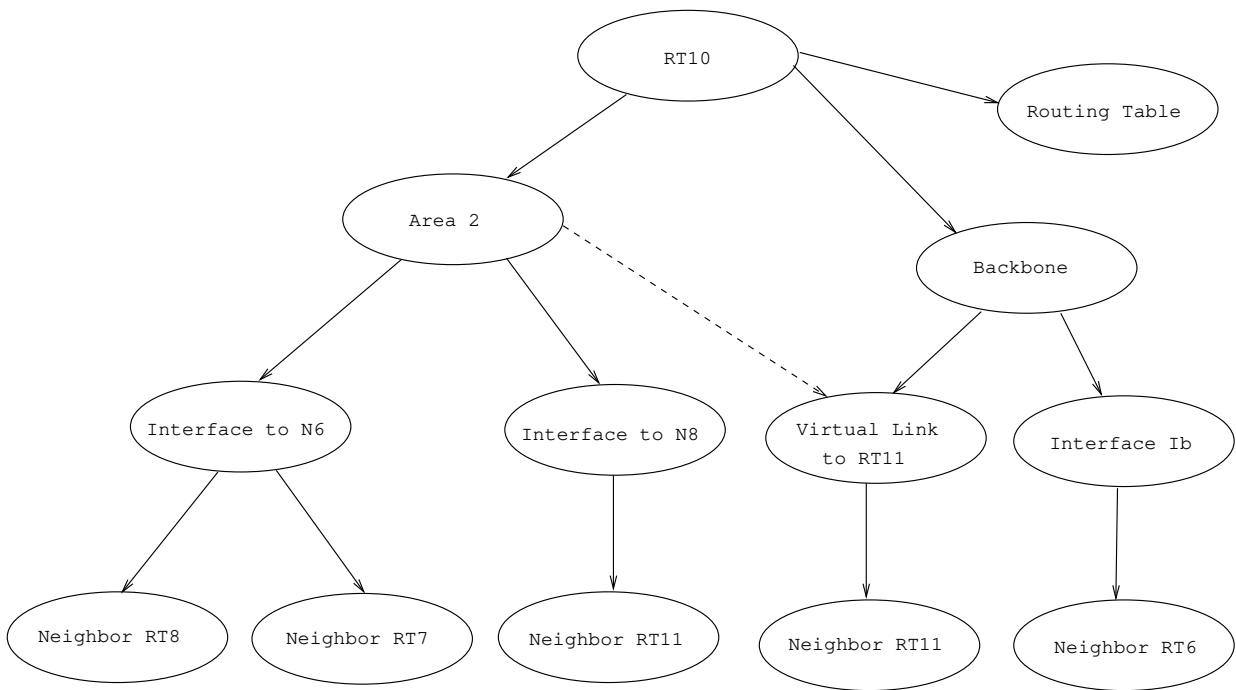 RT10
Routing Table
Area 2
Backbone
Interface to N6
Interface to N8
Virtual Link
to RT11
Interface Ib
Neighbor RT8
Neighbor RT7
Neighbor RT11
Neighbor RT11
Neighbor RT6